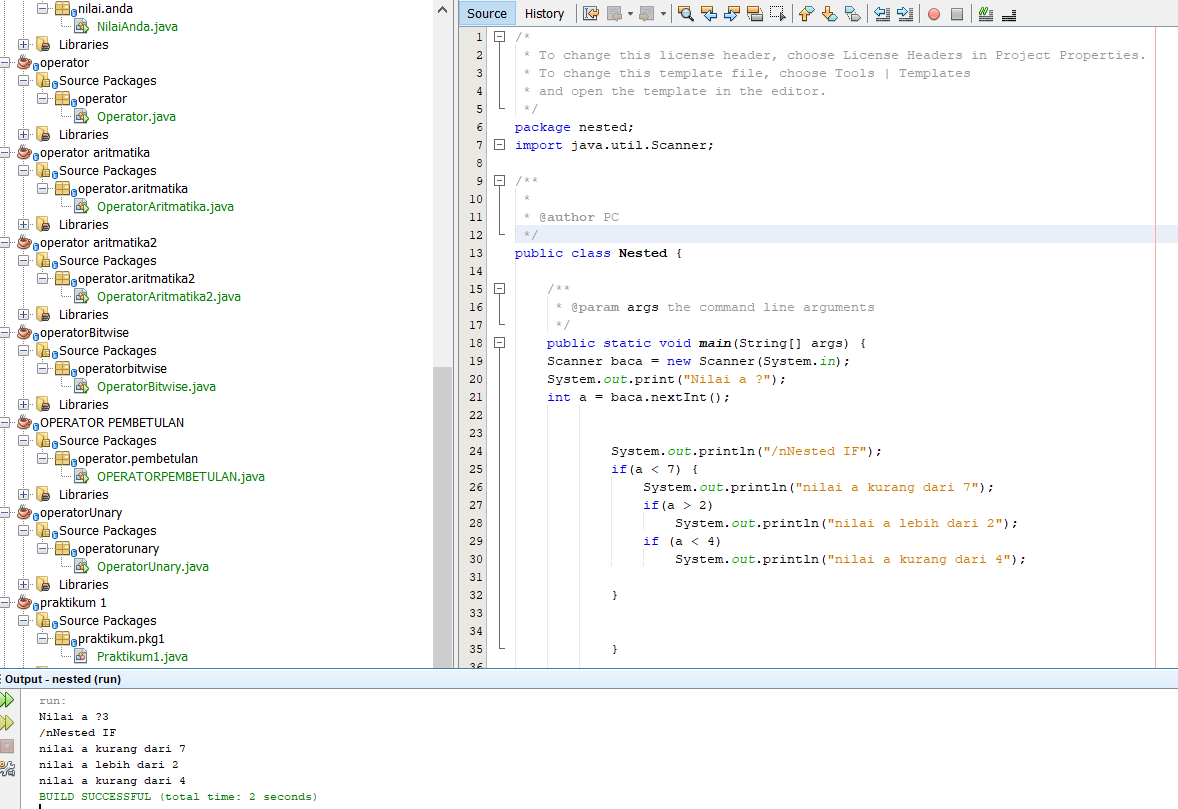 nilai.anda
NilaiAnda.java
Libraries
operator
Source Packages
operator
Operator.java
Libraries
operator aritmatika
Source Packages
operator.aritmatika
OperatorAritmatika.java
Libraries
operator aritmatika2
Source Packages
operator.aritmatika2
OperatorAritmatika2.java
Libraries
operatorBitwise
Source Packages
operatorbitwise
OperatorBitwise.java
Libraries
OPERATOR PEMBETULAN
Source Packages
operator.pembetulan
OPERATORPEMBETULAN.java
Libraries
operatorUnary
Source Packages
operatorunary
OperatorUnary.java
Libraries
praktikum 1
Source Packages
praktikum.pkg1
Praktikum1.java
Source History
1 /*
2 * To change this license header, choose License Headers in Project Properties.
3 * To change this template file, choose Tools | Templates
4 * and open the template in the editor.
5 */
6 package nested;
7 import java.util.Scanner;
8
9 /**
10 *
11 * @author PC
12 */
13 public class Nested {
14
15 /**
16 * @param args the command line arguments
17 */
18 public static void main(String[] args) {
19 Scanner baca = new Scanner(System.in);
20 System.out.print("Nilai a ?");
21 int a = baca.nextInt();
22
23
24 System.out.println("/nNested IF");
25 if(a < 7) {
26 System.out.println("nilai a kurang dari 7");
27 if(a > 2)
28 System.out.println("nilai a lebih dari 2");
29 if (a < 4)
30 System.out.println("nilai a kurang dari 4");
31
32 }
33
34
35 }
36
Output - nested (run)
run:
Nilai a ?3
/nNested IF
nilai a kurang dari 7
nilai a lebih dari 2
nilai a kurang dari 4
BUILD SUCCESSFUL (total time: 2 seconds)